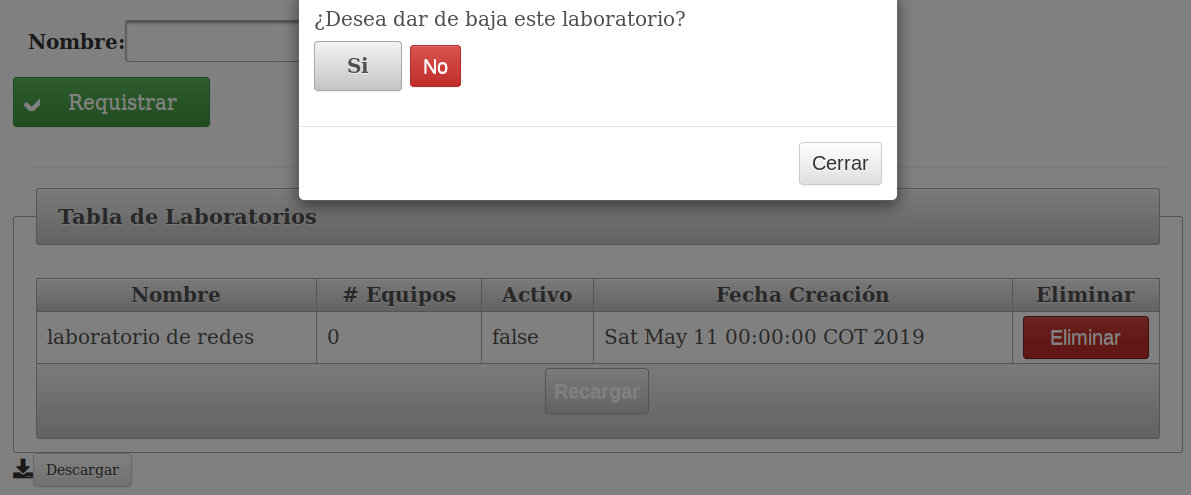 ¿Desea dar de baja este laboratorio?
Nombre:
Si No
Requistrar
Cerrar
Tabla de Laboratorios
Nombre # Equipos Activo Fecha Creación Eliminar
laboratorio de redes 0 false Sat May 11 00:00:00 COT 2019 Eliminar
Recargar
Descargar